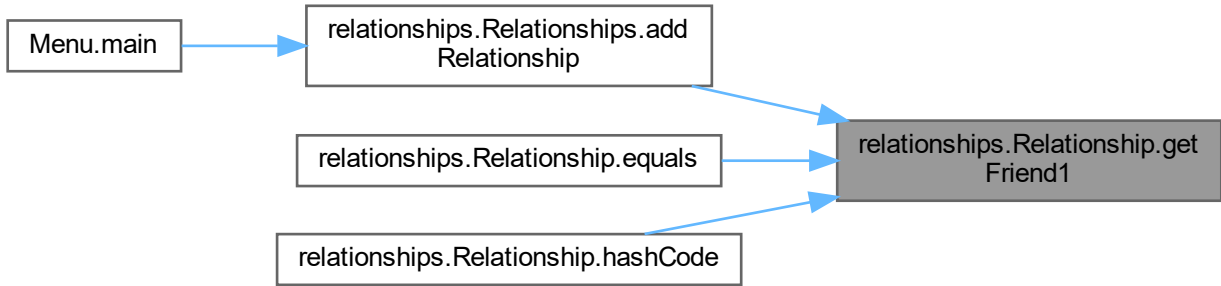 Menu.main
relationships.Relationships.add
Relationship
relationships.Relationship.equals
relationships.Relationship.hashCode
relationships.Relationship.get
Friend1